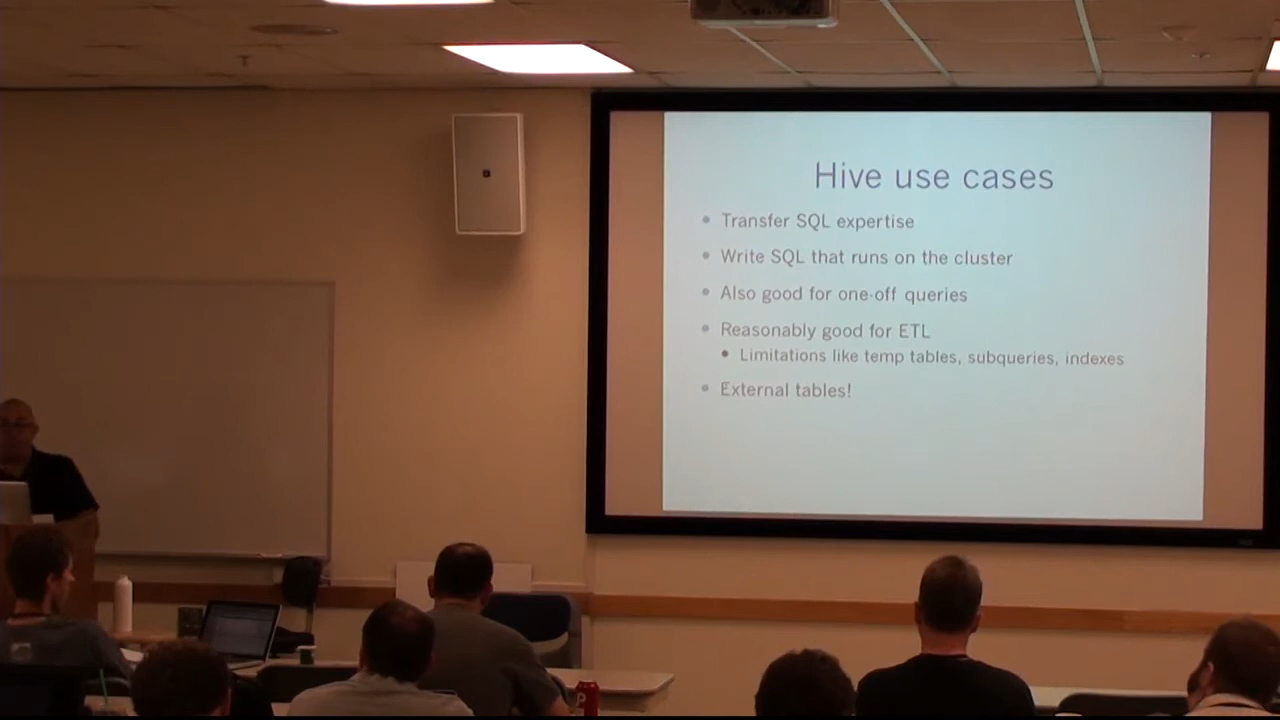 Hive use cases
• Transfer SQL expertise
• Write SQL that runs on the cluster
• Also good for one-off queries
• Reasonably good for ETL
• Limitations like temp tables, subqueries, indexes
• External tables!